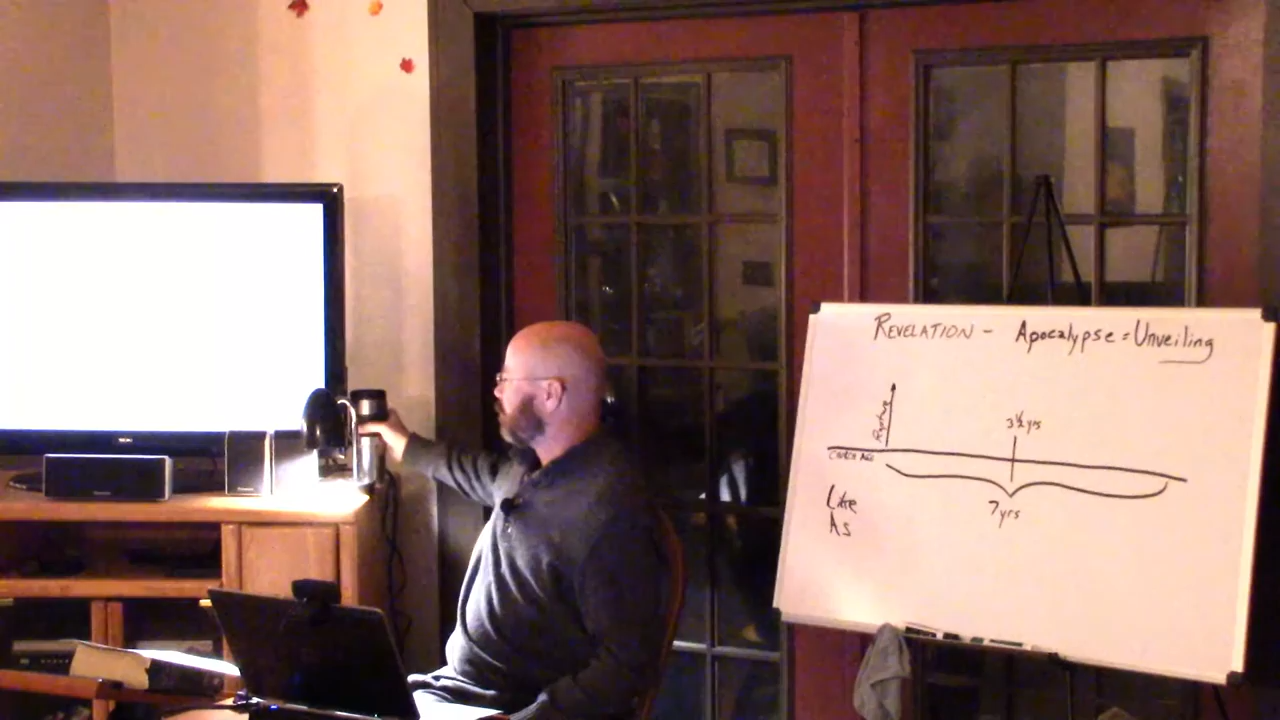 REVELATION - Apocalypse = Unveiling
Rapture
3½ yrs
CHURCH AGE
7yrs
Like
As